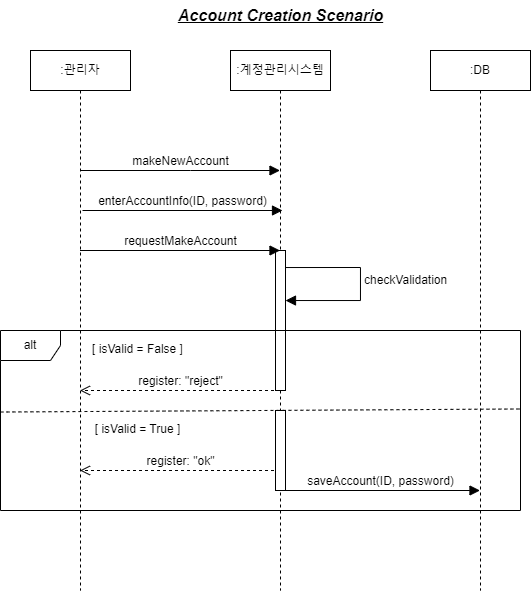 Account Creation Scenario
:관리자
:계정관리시스템
:DB
makeNewAccount
enterAccountInfo(ID, password)
requestMakeAccount
checkValidation
alt
[ isValid = False ]
register: "reject"
[ isValid = True ]
register: "ok"
saveAccount(ID, password)